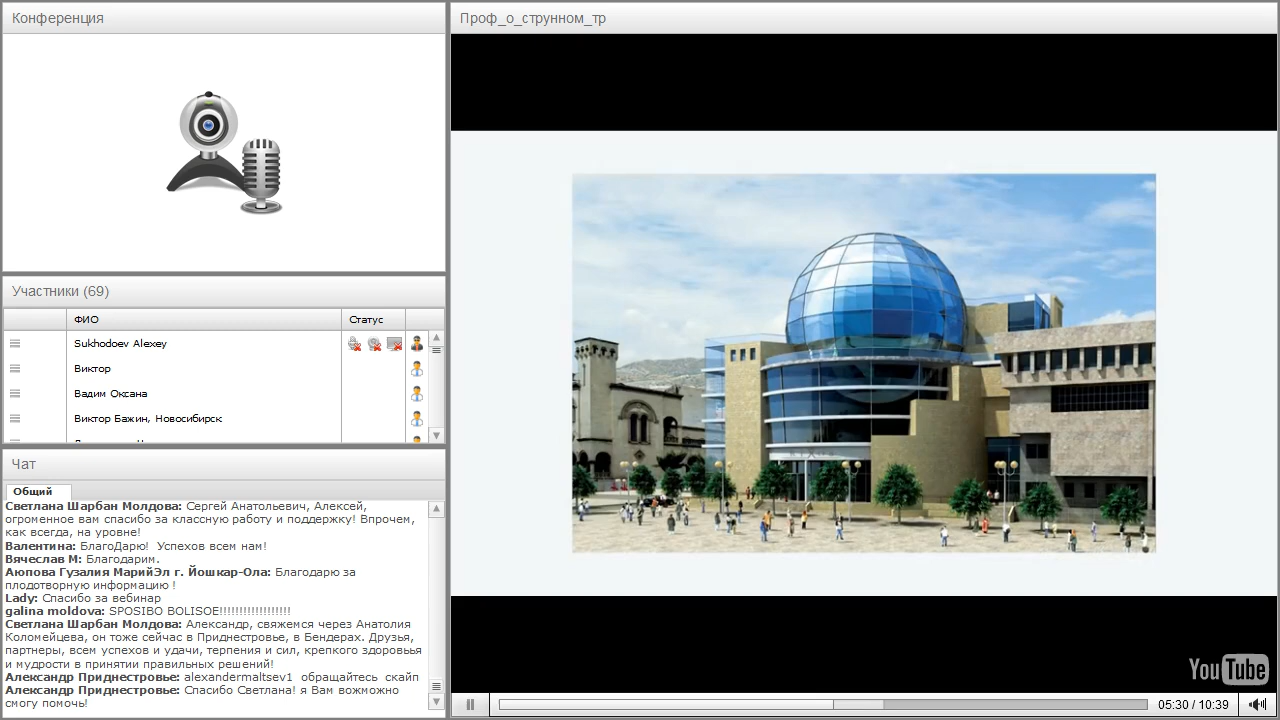 Конференция
Проф_о_струнном_тр
Участники (69)
ФИО
Статус
Sukhodoev Alexey
Виктор
Вадим Оксана
Виктор Бажин, Новосибирск
Чат
Общий
Светлана Шарбан Молдова: Сергей Анатольевич, Алексей,
огроменное вам спасибо за классную работу и поддержку! Впрочем,
как всегда, на уровне!
Валентина: БлагоДарю! Успехов всем нам!
Вячеслав М: Благодарим.
Аюпова Гузалия МарийЭл г. Йошкар-Ола: Благодарю за
плодотворную информацию !
Lady: Спасибо за вебинар
galina moldova: SPOSIBO BOLISOE!!!!!!!!!!!!!!!!!!
Светлана Шарбан Молдова: Александр, свяжемся через Анатолия
Коломейцева, он тоже сейчас в Приднестровье, в Бендерах. Друзья,
партнеры, всем успехов и удачи, терпения и сил, крепкого здоровья
и мудрости в принятии правильных решений!
Александр Приднестровье: alexandermaltsev1 обращайтесь скайп
Александр Приднестровье: Спасибо Светлана! я Вам вожможно
смогу помочь!
YouTube
05:30 / 10:39